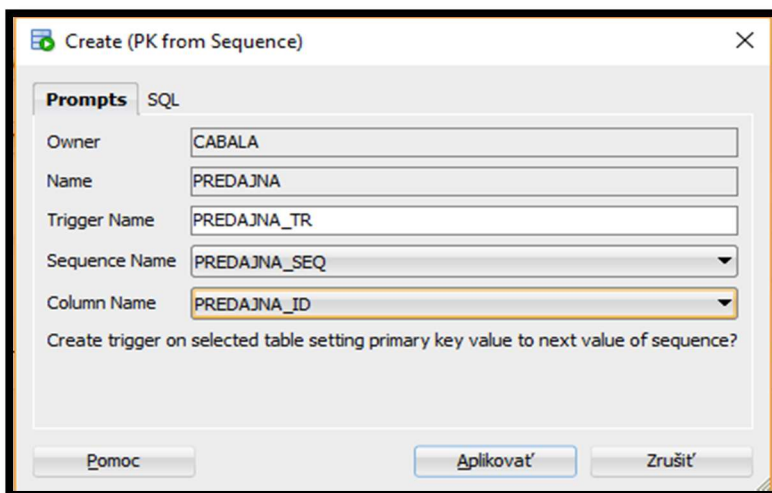 Create (PK from Sequence)
Prompts SQL
Owner CABALA
Name PREDAJNA
Trigger Name PREDAJNA_TR
Sequence Name PREDAJNA_SEQ
Column Name PREDAJNA_ID
Create trigger on selected table setting primary key value to next value of sequence?
Pomoc Aplikovať Zrušiť